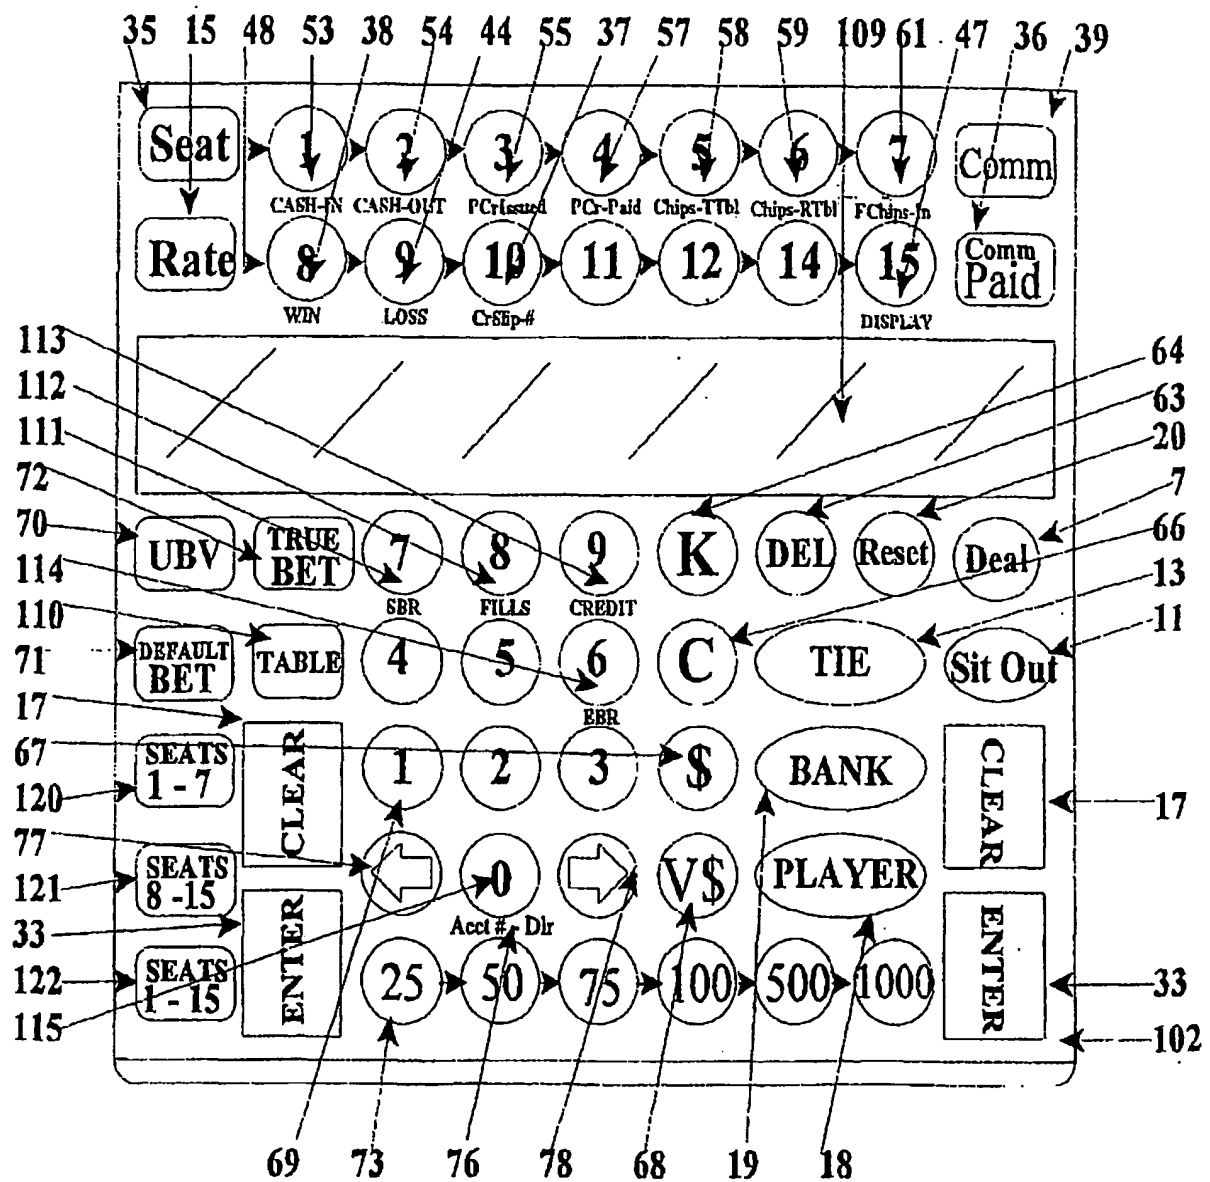 35 15 48 53 38 54 44 55 37 57 58 59 109 61 47 36 39
Seat 1 2 3 4 5 6 7 Comm
CASH-IN CASH-OUT PCrIssued PCr-Paid Chips-TTbl Chips-RTbl FChips-In
Rate 8 9 10 11 12 14 15 Comm Paid
WIN LOSS CrSlip-# DISPLAY
113
112
111
72
70
114
110
71
17
67
120
77
121
33
122
115
64
63
20
7
66
13
11
17
33
102
UBV TRUE BET 7 8 9 K DEL Reset Deal
SBR FILLS CREDIT
DEFAULT BET TABLE 4 5 6 C TIE Sit Out
EBR
SEATS 1 - 7 CLEAR 1 2 3 $ BANK CLEAR
SEATS 8 -15 0 V$ PLAYER
Acct # - Dlr
SEATS 1 - 15 ENTER 25 50 75 100 500 1000 ENTER
69 73 76 78 68 19 18